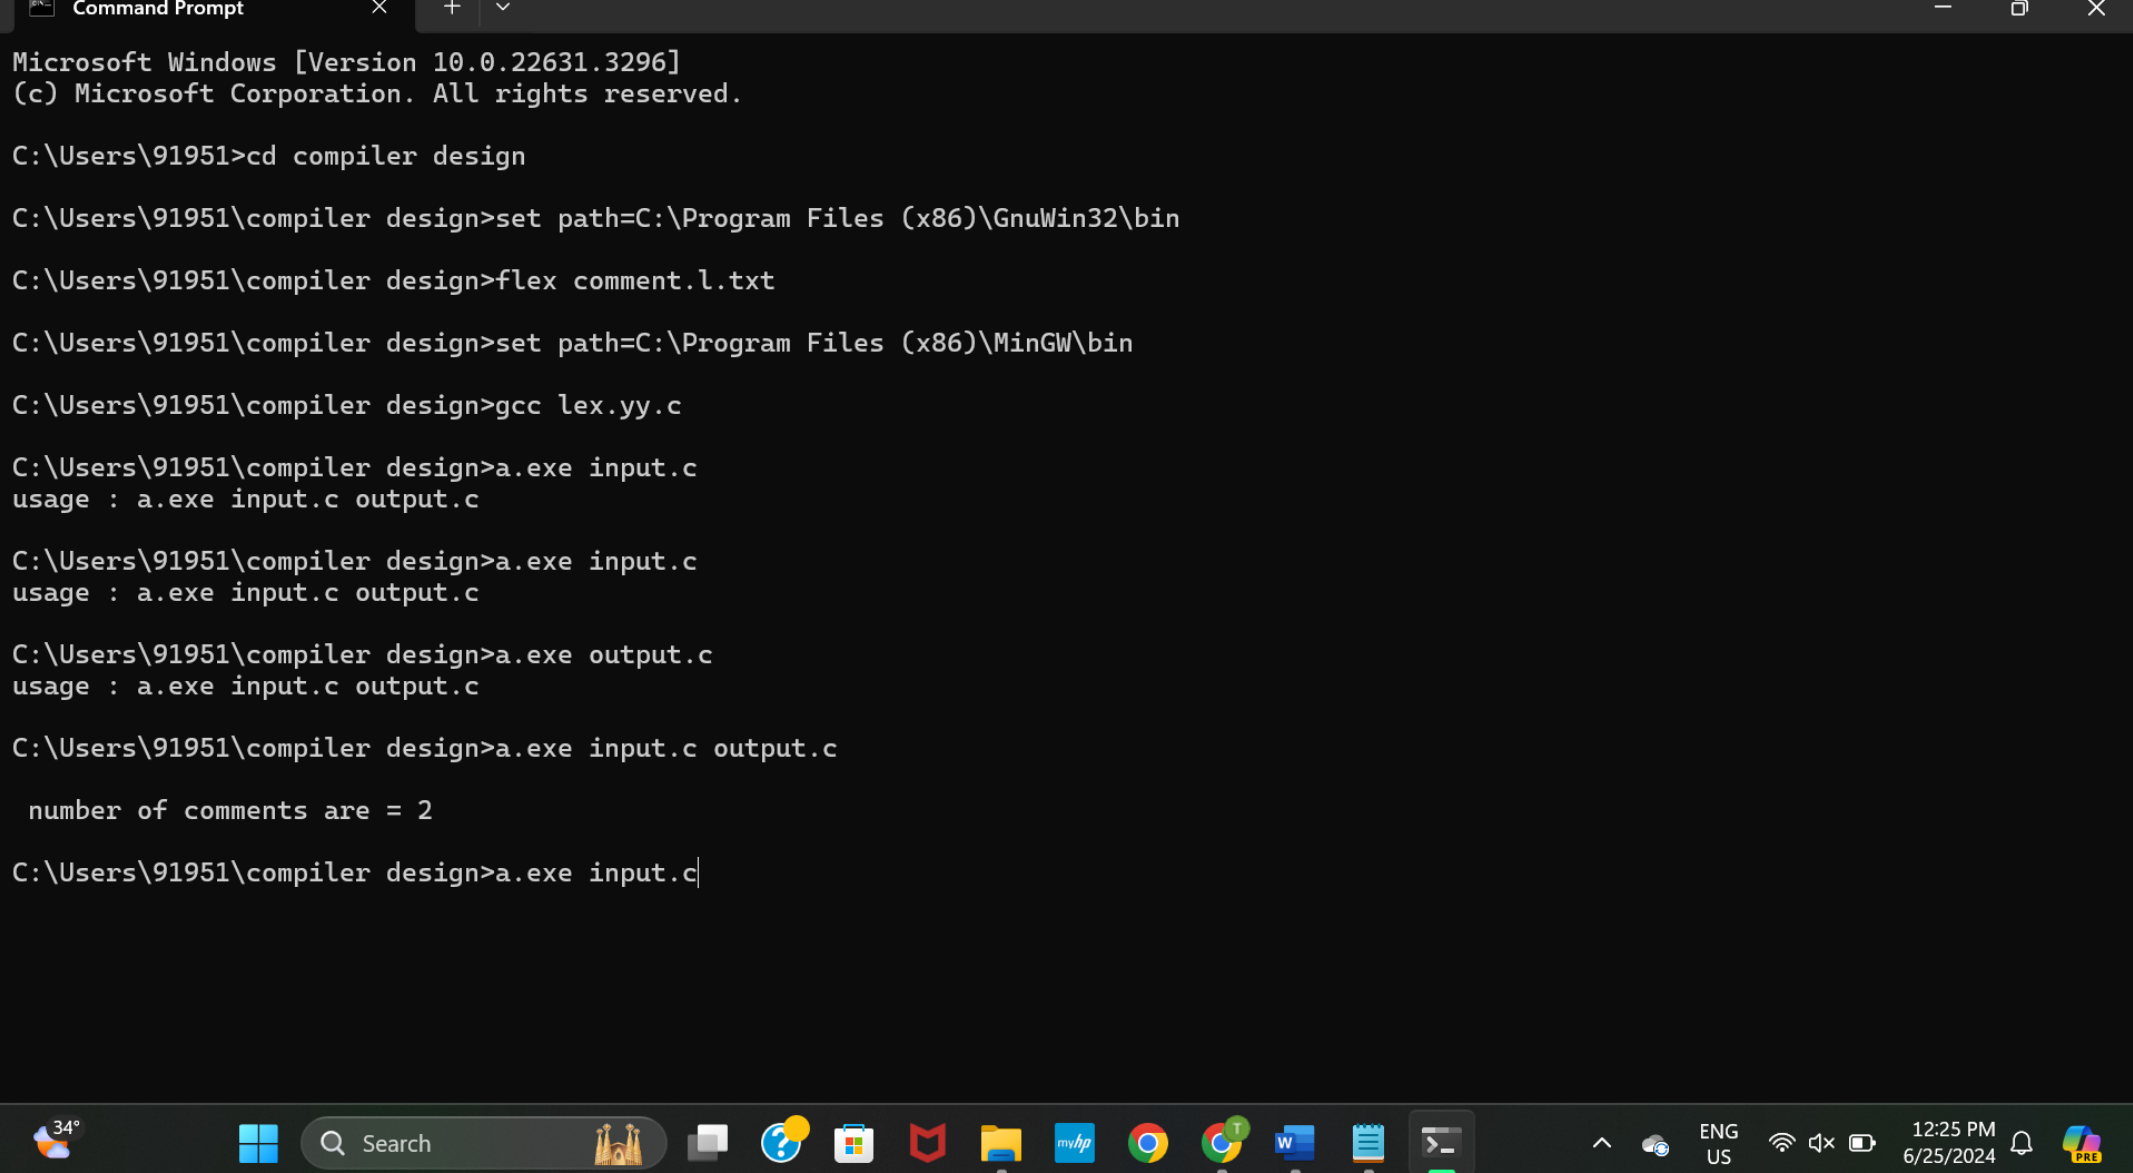 Command Prompt
Microsoft Windows [Version 10.0.22631.3296]
(c) Microsoft Corporation. All rights reserved.
C:\Users\91951>cd compiler design
C:\Users\91951\compiler design>set path=C:\Program Files (x86)\GnuWin32\bin
C:\Users\91951\compiler design>flex comment.l.txt
C:\Users\91951\compiler design>set path=C:\Program Files (x86)\MinGW\bin
C:\Users\91951\compiler design>gcc lex.yy.c
C:\Users\91951\compiler design>a.exe input.c
usage : a.exe input.c output.c
C:\Users\91951\compiler design>a.exe input.c
usage : a.exe input.c output.c
C:\Users\91951\compiler design>a.exe output.c
usage : a.exe input.c output.c
C:\Users\91951\compiler design>a.exe input.c output.c
number of comments are = 2
C:\Users\91951\compiler design>a.exe input.c
34°
Search
myhp
T
W
ENG
US
12:25 PM
6/25/2024
PRE